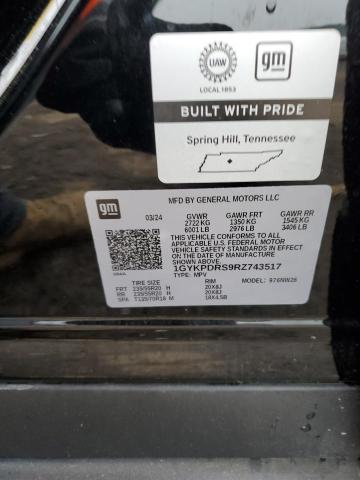 UAW
LOCAL 1853
gm
BUILT WITH PRIDE
Spring Hill, Tennessee
gm
MFD BY GENERAL MOTORS LLC
03/24 GVWR GAWR FRT GAWR RR
2722 KG 1350 KG 1545 KG
6001 LB 2976 LB 3406 LB
THIS VEHICLE CONFORMS TO ALL
APPLICABLE U.S. FEDERAL MOTOR
VEHICLE SAFETY STANDARDS IN EFFECT
ON THE DATE OF MANUFACTURE
SHOWN ABOVE.
1GYKPDRS9RZ743517
TYPE: MPV
MODEL: 6NW26
TIRE SIZE RIM
FRT 235/55R20 H 20X8J
RR 235/55R20 H 20X8J
SPA T135/70R18 M 18X4.5B